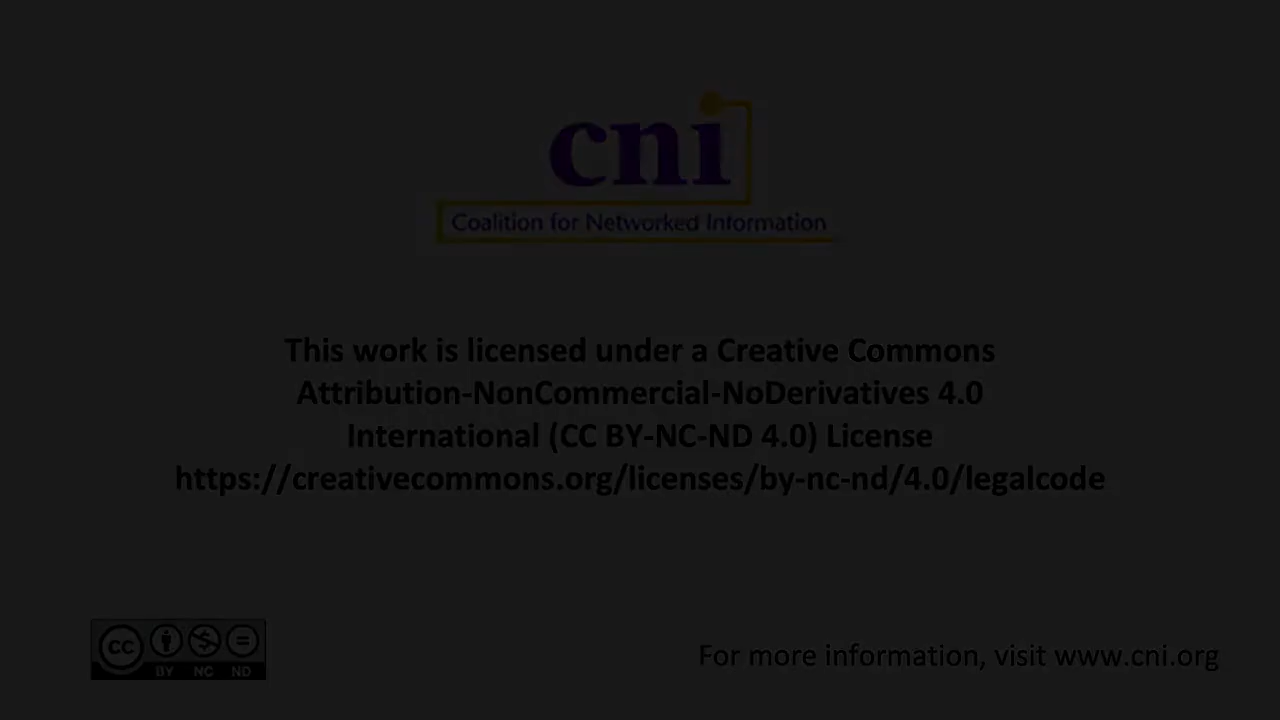 cni
Coalition for Networked Information
This work is licensed under a Creative Commons
Attribution-NonCommercial-NoDerivatives 4.0
International (CC BY-NC-ND 4.0) License
https://creativecommons.org/licenses/by-nc-nd/4.0/legalcode
cc BY NC ND
For more information, visit www.cni.org